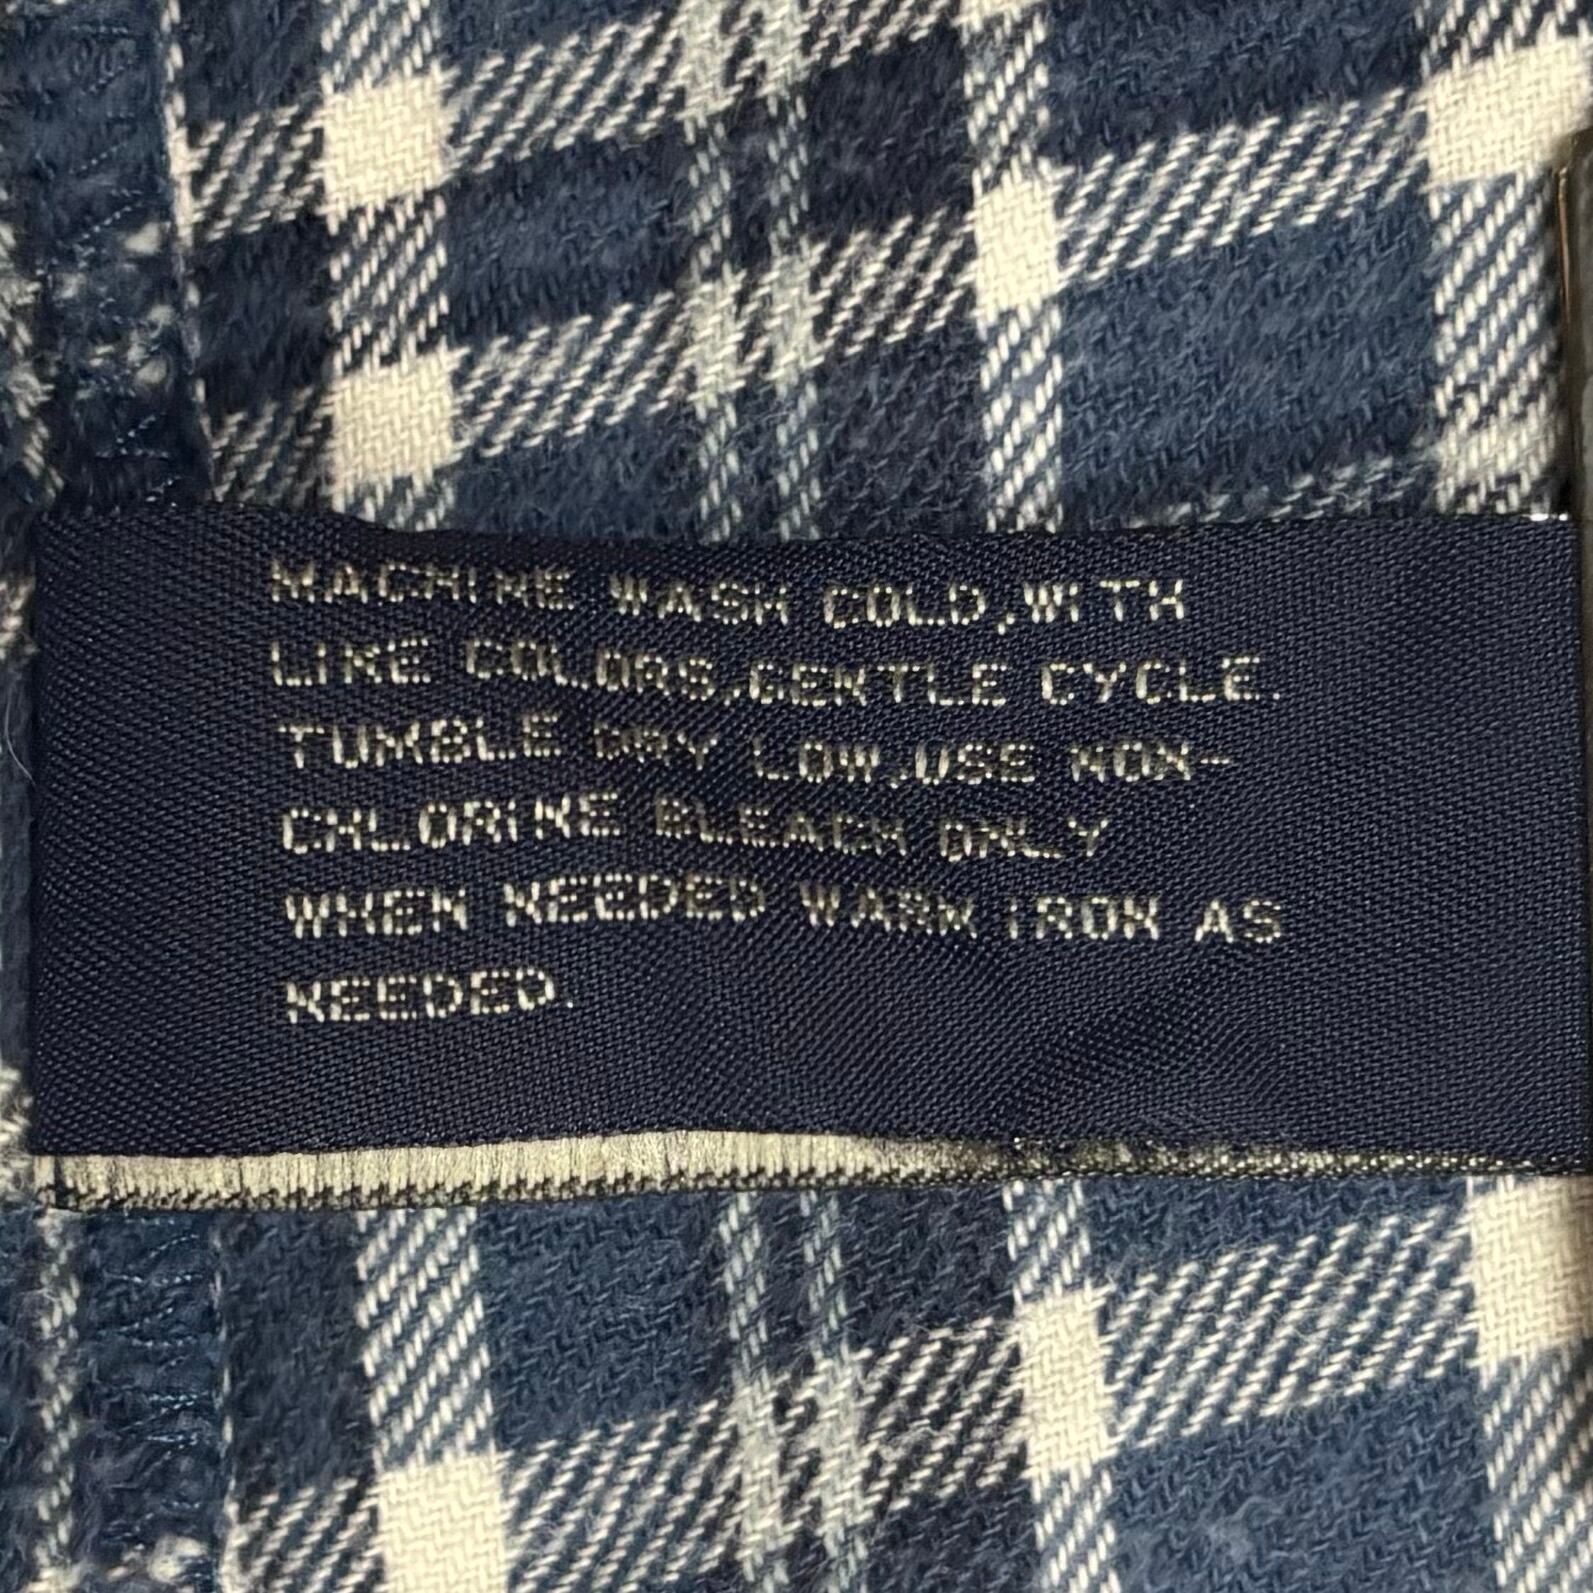 MACHINE WASH COLD,WITH
LIKE COLORS,GENTLE CYCLE.
TUMBLE DRY LOW,USE NON-
CHLORINE BLEACH ONLY
WHEN NEEDED WARM IRON AS
NEEDED.